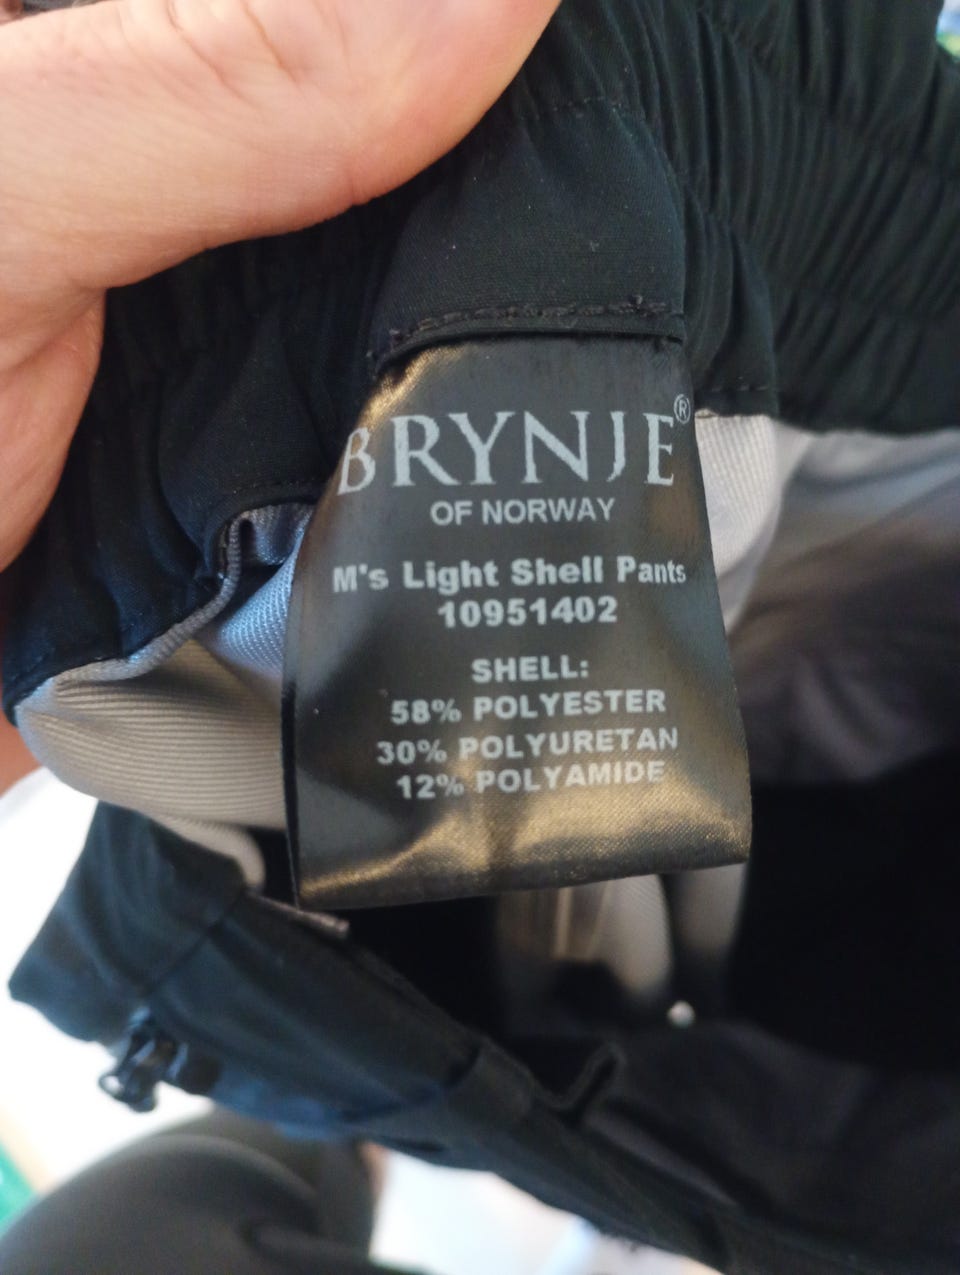 BRYNJE®
OF NORWAY
M's Light Shell Pants
10951402
SHELL:
58% POLYESTER
30% POLYURETAN
12% POLYAMIDE